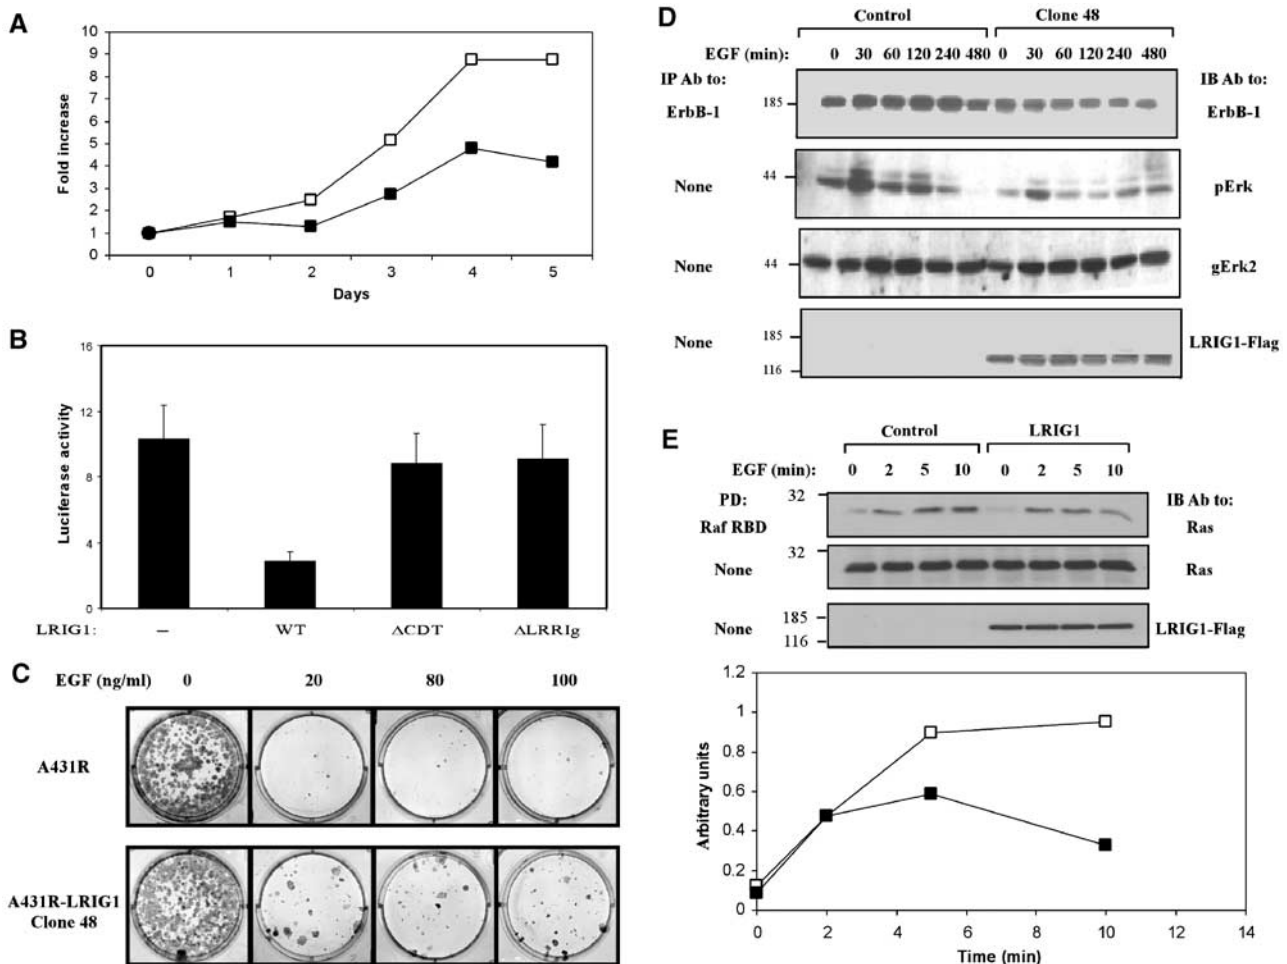 A
Fold increase
10
9
8
7
6
5
4
3
2
1
0
0 1 2 3 4 5
Days
B
Luciferase activity
16
12
8
4
0
LRIG1: – WT ΔCDT ΔLRRIg
C
EGF (ng/ml) 0 20 80 100
A431R
A431R-LRIG1
Clone 48
D
Control Clone 48
EGF (min): 0 30 60 120 240 480 0 30 60 120 240 480
IP Ab to: IB Ab to:
ErbB-1 185 ErbB-1
None 44 pErk
None 44 gErk2
None 185 LRIG1-Flag
116
E
Control LRIG1
EGF (min): 0 2 5 10 0 2 5 10
PD: 32 IB Ab to:
Raf RBD Ras
32
None Ras
None 185 LRIG1-Flag
116
Arbitrary units
1.2
1
0.8
0.6
0.4
0.2
0
0 2 4 6 8 10 12 14
Time (min)